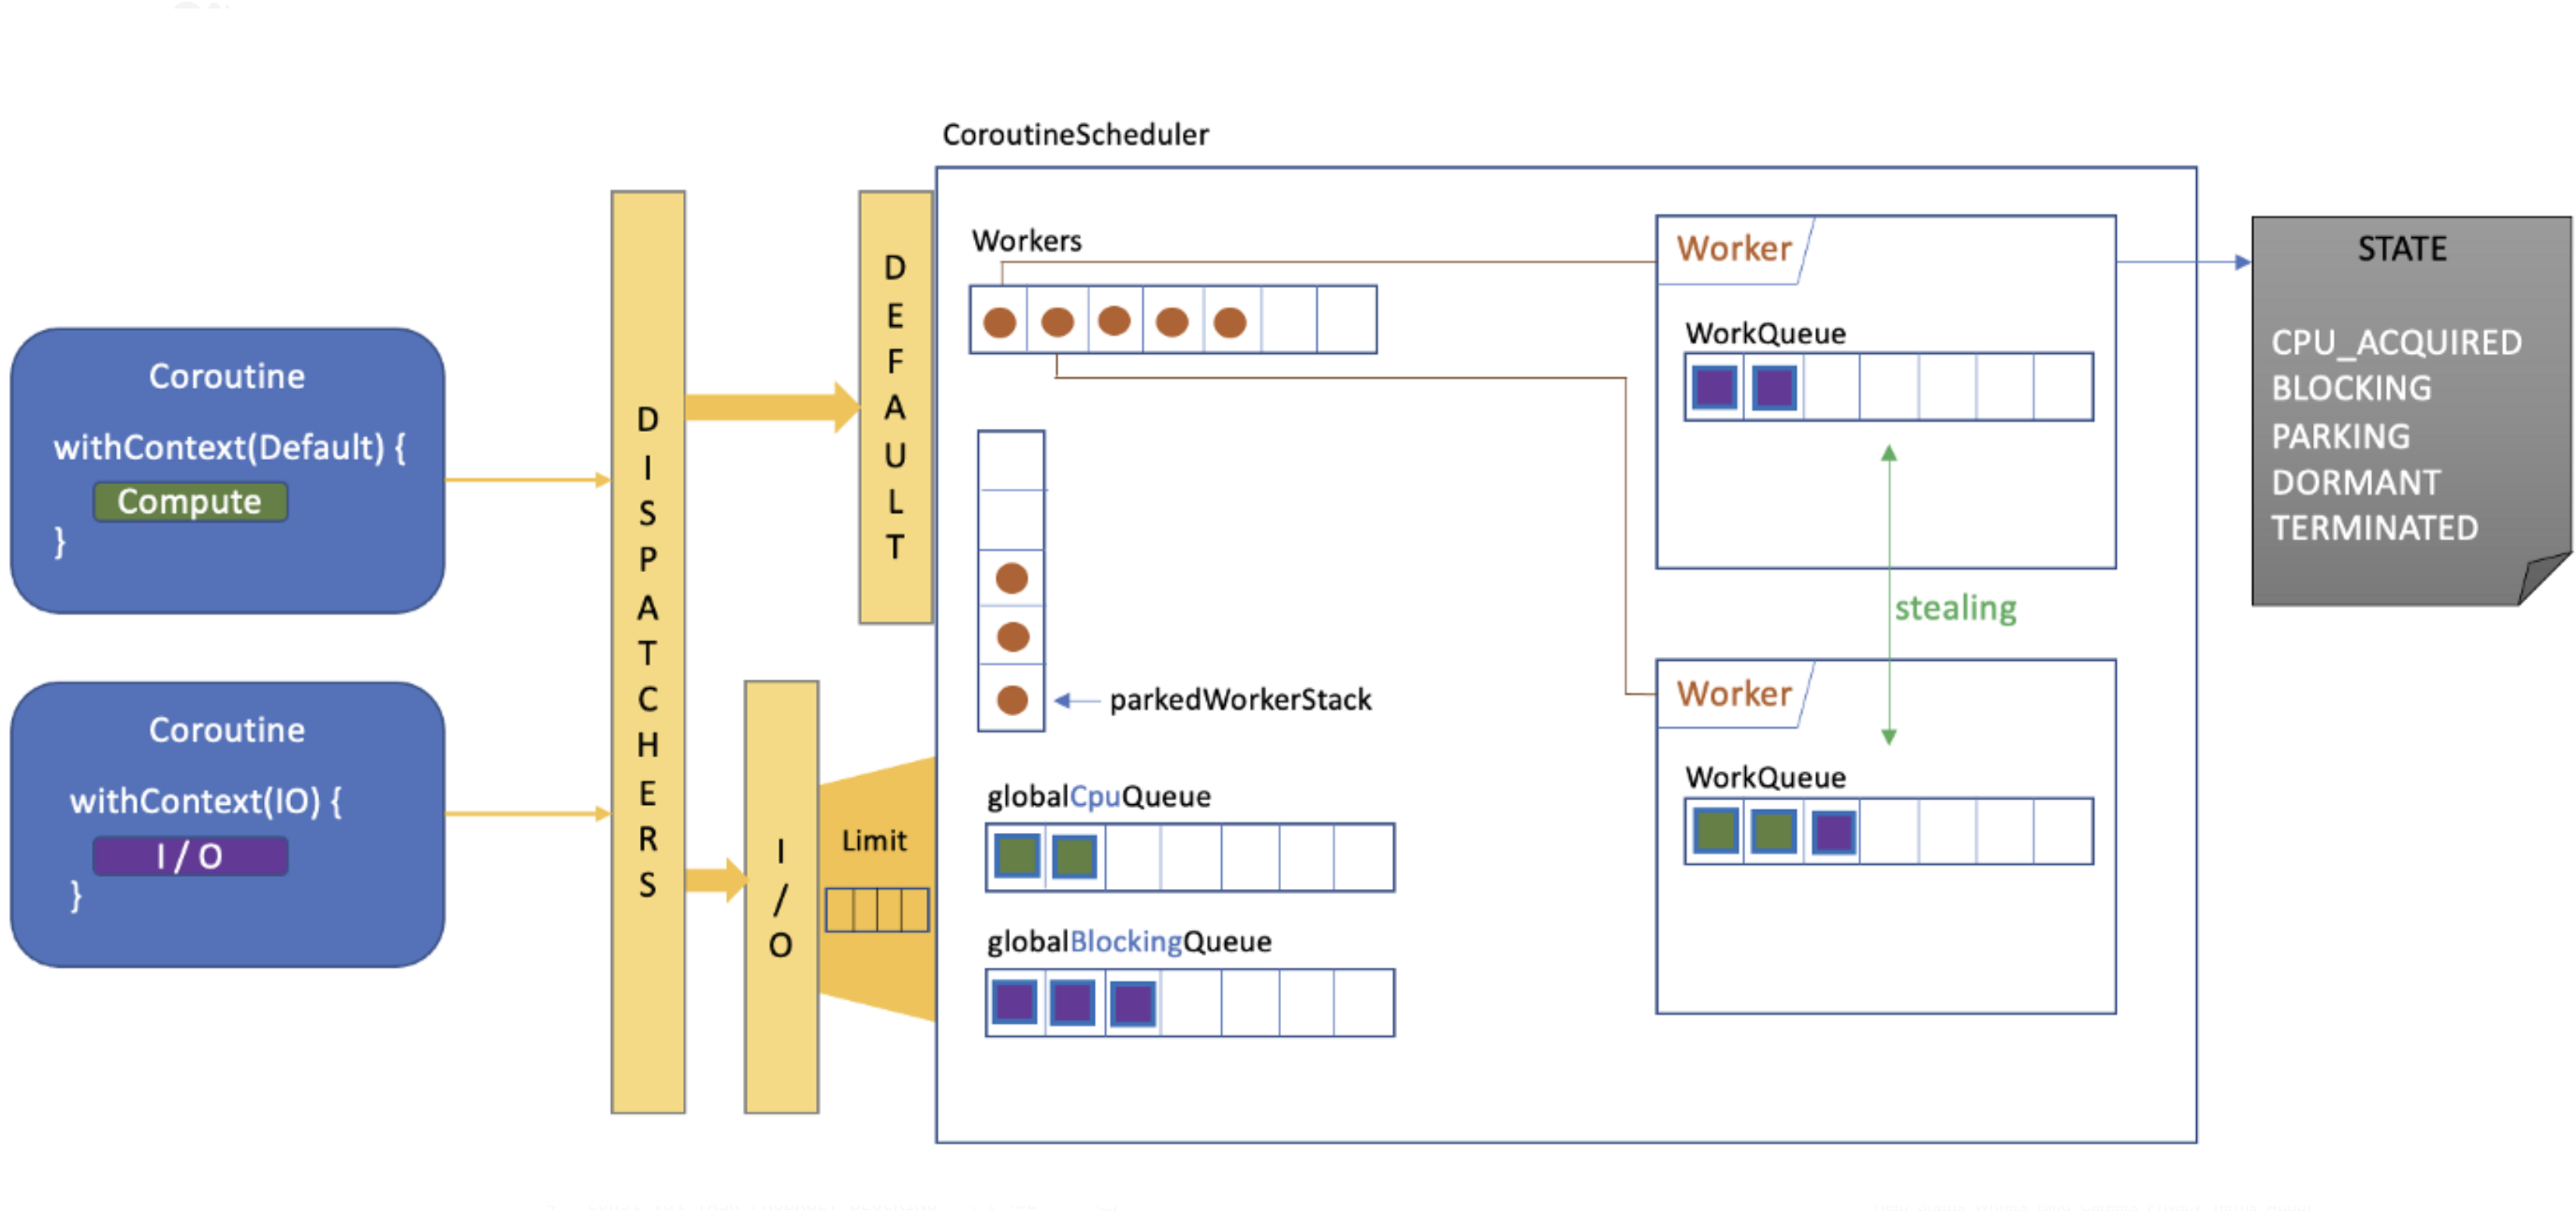 CoroutineScheduler
Coroutine
withContext(Default) {
Compute
}
Coroutine
withContext(IO) {
I / O
}
DISPATCHERS
DEFAULT
I/O
Limit
Workers
parkedWorkerStack
globalCpuQueue
globalBlockingQueue
Worker
WorkQueue
stealing
Worker
WorkQueue
STATE
CPU_ACQUIRED
BLOCKING
PARKING
DORMANT
TERMINATED